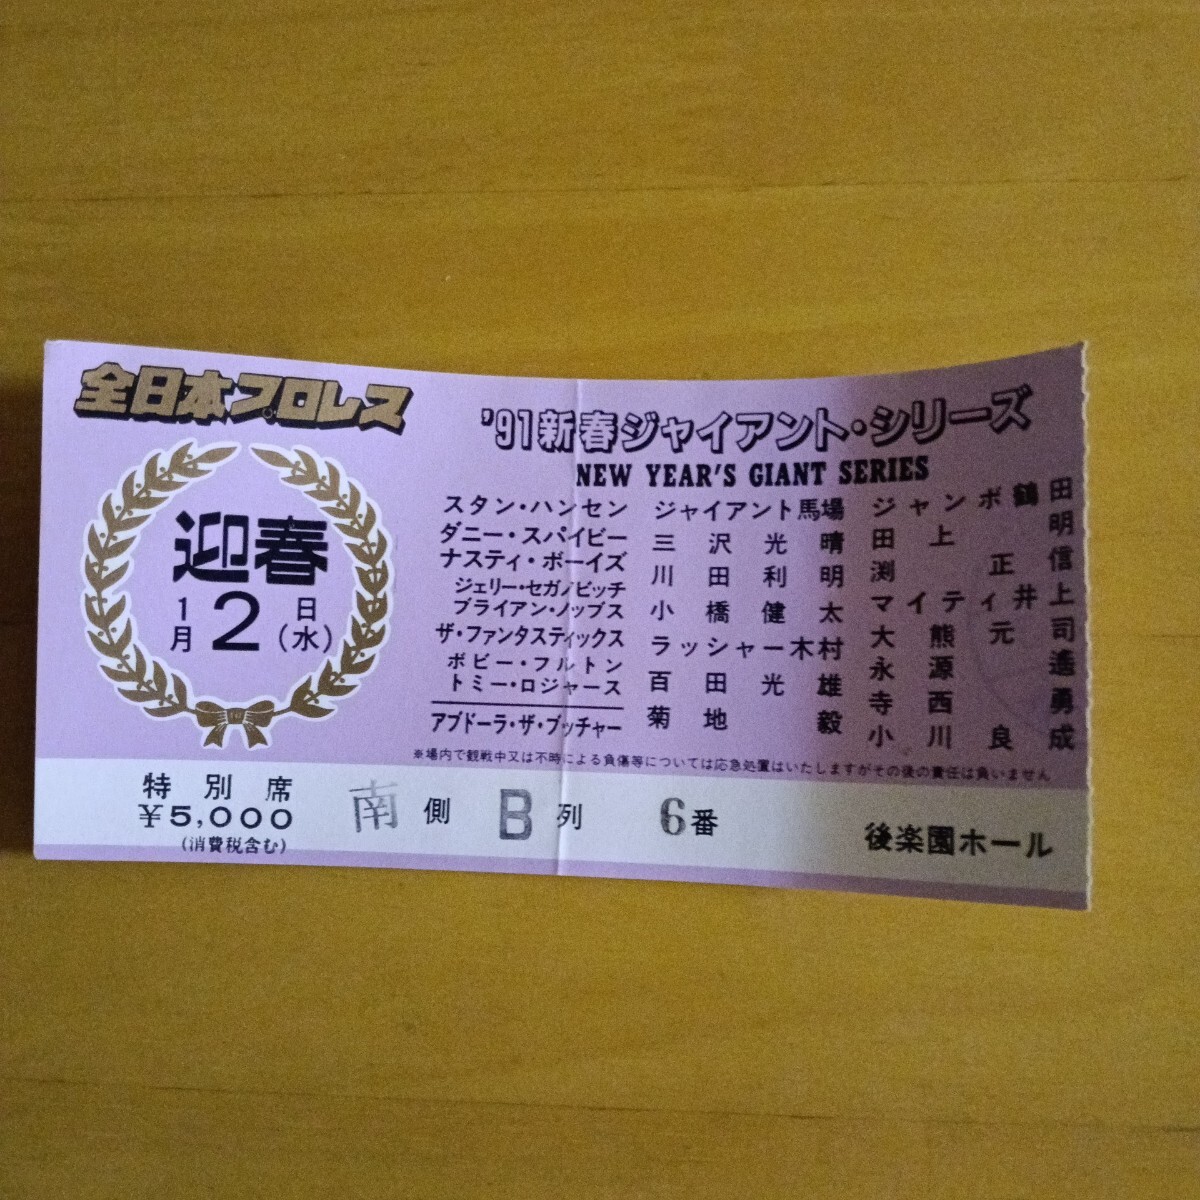 全日本プロレス
迎春
1月2日(水)
'91新春ジャイアント・シリーズ
NEW YEAR'S GIANT SERIES
スタン・ハンセン
ダニー・スパイビー
ナスティ・ボーイズ
ジェリー・セガノビッチ
ブライアン・ノッブス
ザ・ファンタスティックス
ボビー・フルトン
トミー・ロジャース
アブドーラ・ザ・ブッチャー
ジャイアント馬場
三沢光晴
川田利明
小橋健太
ラッシャー木村
百田光雄
菊地毅
ジャンボ鶴田
田上明
渕正信
マイティ井上
大熊元司
永源遙
寺西勇
小川良成
※場内で観戦中又は不時による負傷等については応急処置はいたしますがその後の責任は負いません
特別席
¥5,000
(消費税含む)
南側 B列 6番
後楽園ホール